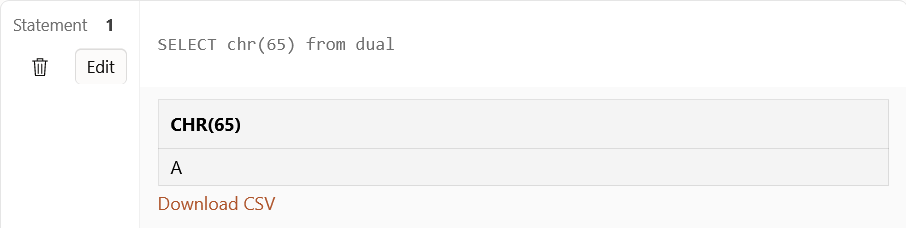 Statement 1
Edit
SELECT chr(65) from dual
CHR(65)
A
Download CSV